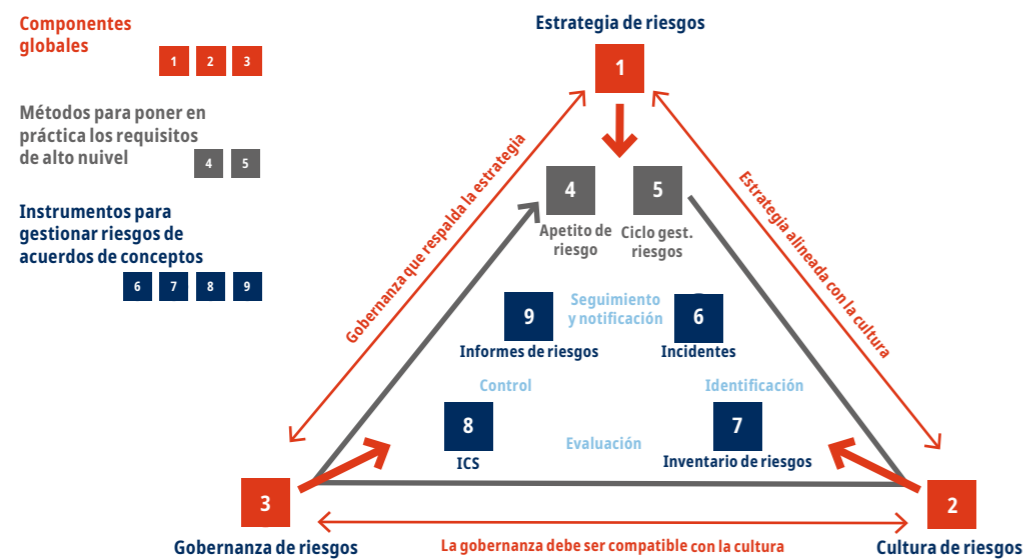 Componentes
globales
1 2 3
Métodos para poner en
práctica los requisitos
de alto nuivel
4 5
Instrumentos para
gestionar riesgos de
acuerdos de conceptos
6 7 8 9
Estrategia de riesgos
1
Gobernanza que respalda la estrategia
Estrategia alineada con la cultura
4
Apetito de
riesgo
5
Ciclo gest.
riesgos
Seguimiento
y notificación
9
Informes de riesgos
6
Incidentes
Control
Identificación
8
ICS
Evaluación
7
Inventario de riesgos
3
Gobernanza de riesgos
La gobernanza debe ser compatible con la cultura
2
Cultura de riesgos